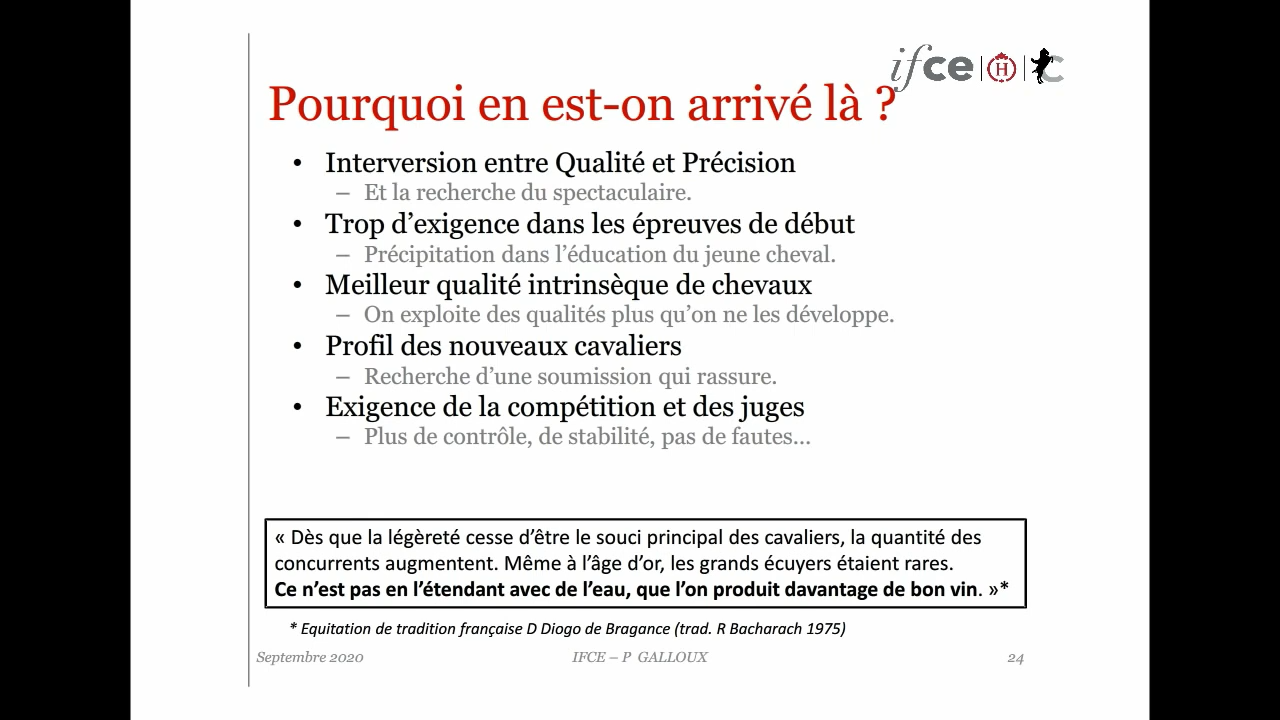 ifce | H | C
Pourquoi en est-on arrivé là ?
• Interversion entre Qualité et Précision
– Et la recherche du spectaculaire.
• Trop d’exigence dans les épreuves de début
– Précipitation dans l’éducation du jeune cheval.
• Meilleur qualité intrinsèque de chevaux
– On exploite des qualités plus qu’on ne les développe.
• Profil des nouveaux cavaliers
– Recherche d’une soumission qui rassure.
• Exigence de la compétition et des juges
– Plus de contrôle, de stabilité, pas de fautes…
« Dès que la légèreté cesse d’être le souci principal des cavaliers, la quantité des
concurrents augmentent. Même à l’âge d’or, les grands écuyers étaient rares.
Ce n’est pas en l’étendant avec de l’eau, que l’on produit davantage de bon vin. »*
* Equitation de tradition française D Diogo de Bragance (trad. R Bacharach 1975)
Septembre 2020 IFCE – P GALLOUX 24